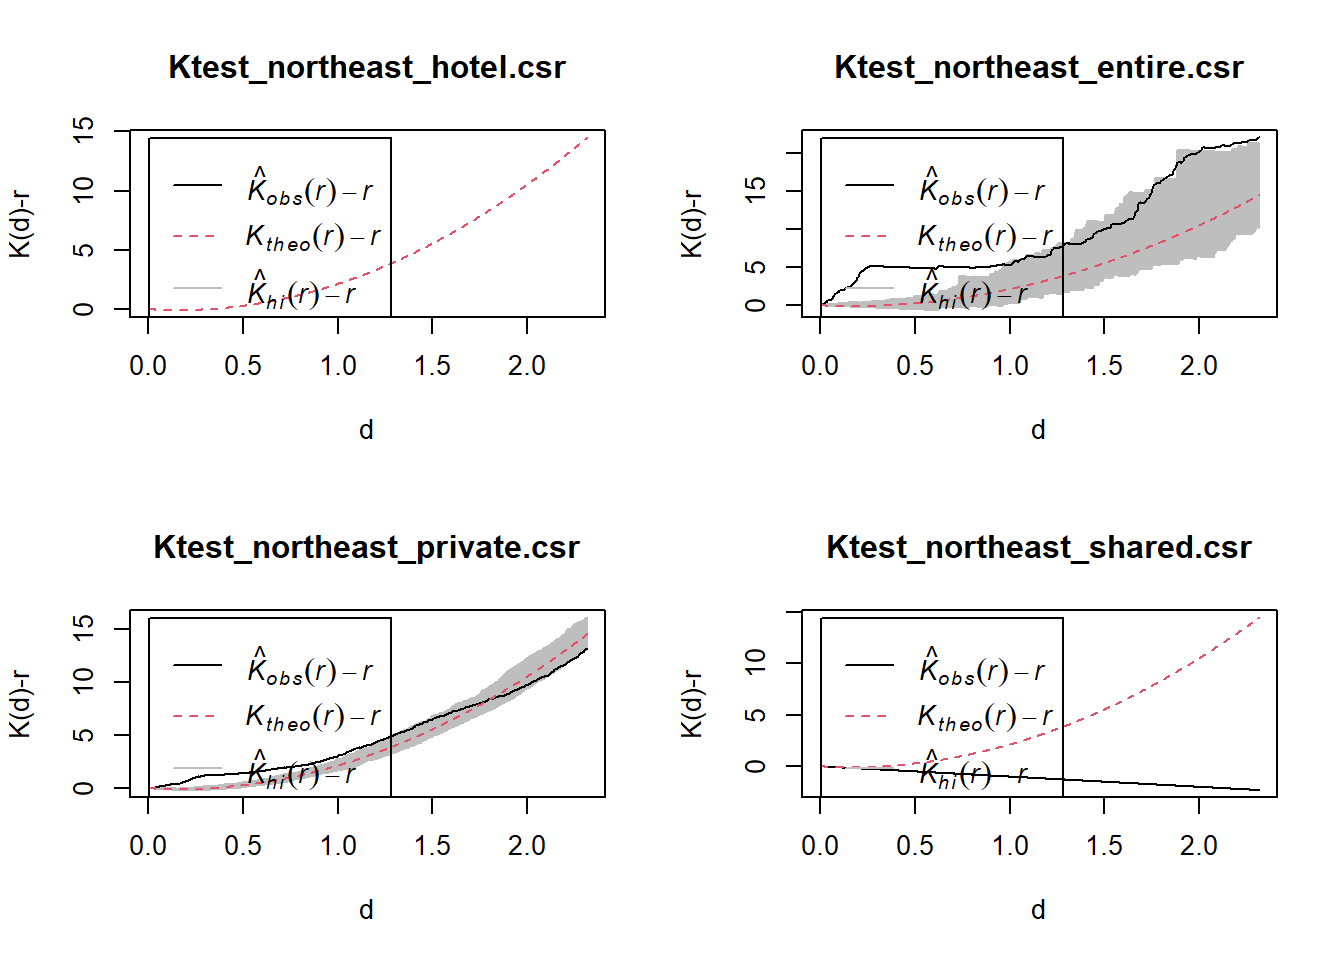 Ktest_northeast_hotel.csr
K(d)-r
15
10
5
0
K̂obs(r) – r
Ktheo(r) – r
K̂hi(r) – r
0.0 0.5 1.0 1.5 2.0
d
Ktest_northeast_entire.csr
K(d)-r
15
5
0
K̂obs(r) – r
Ktheo(r) – r
K̂hi(r) – r
0.0 0.5 1.0 1.5 2.0
d
Ktest_northeast_private.csr
K(d)-r
15
10
5
0
K̂obs(r) – r
Ktheo(r) – r
K̂hi(r) – r
0.0 0.5 1.0 1.5 2.0
d
Ktest_northeast_shared.csr
K(d)-r
10
5
0
K̂obs(r) – r
Ktheo(r) – r
K̂hi(r) – r
0.0 0.5 1.0 1.5 2.0
d